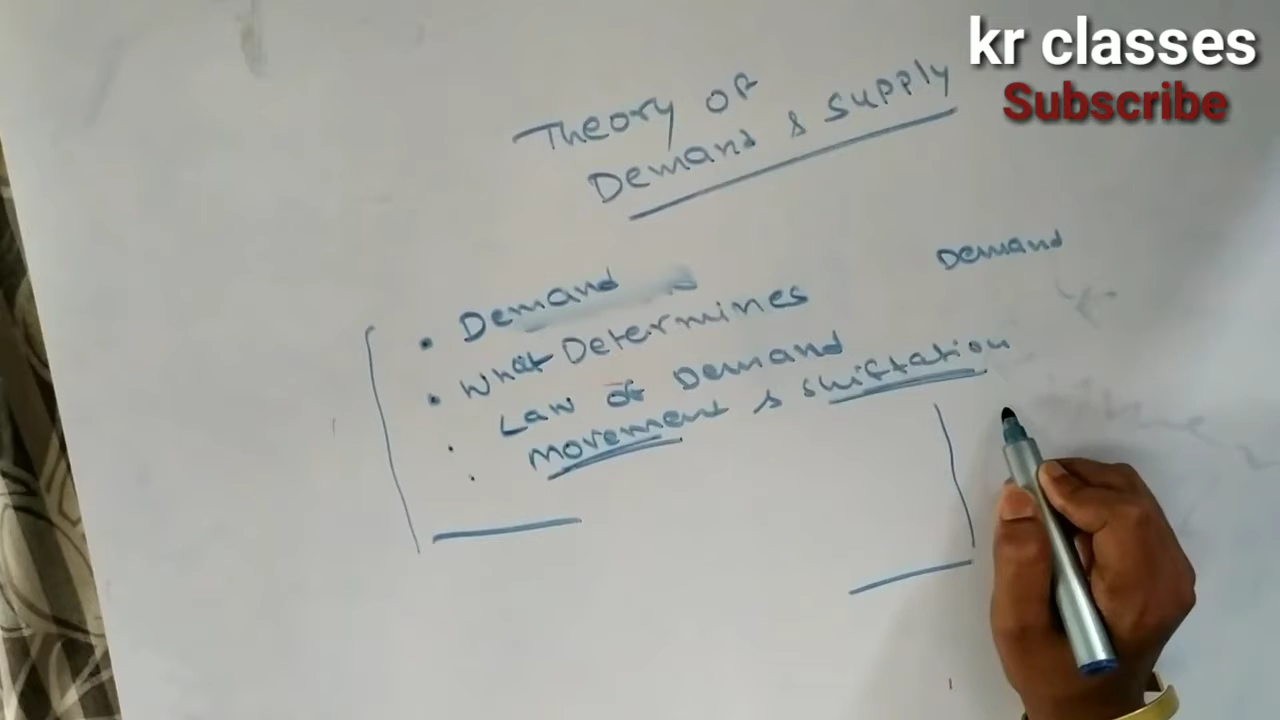 kr classes
Subscribe
Theory of
Demand & Supply
Demand
• Demand
• What Determines
• Law of Demand
• Movement & Shiftation